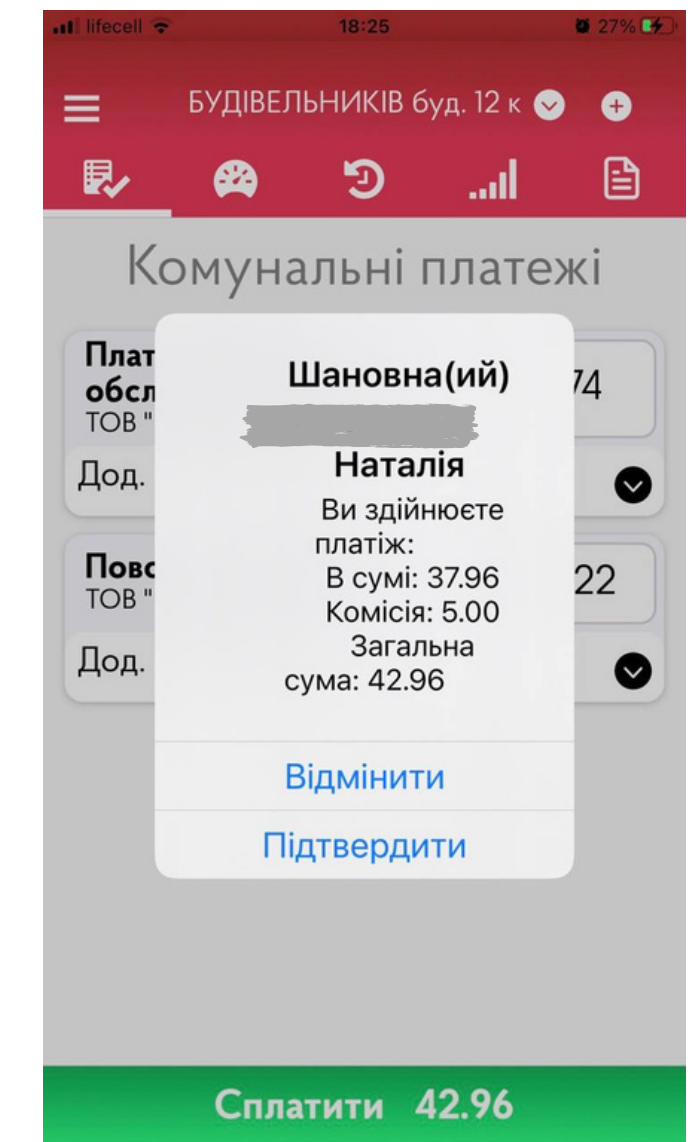 lifecell 18:25 27%
БУДІВЕЛЬНИКІВ буд. 12 к
Комунальні платежі
Плат
обсл
ТОВ "
74
Дод.
Пово
ТОВ "
22
Дод.
Шановна(ий)
Наталія
Ви здійнюєте
платіж:
В сумі: 37.96
Комісія: 5.00
Загальна
сума: 42.96
Відмінити
Підтвердити
Сплатити 42.96